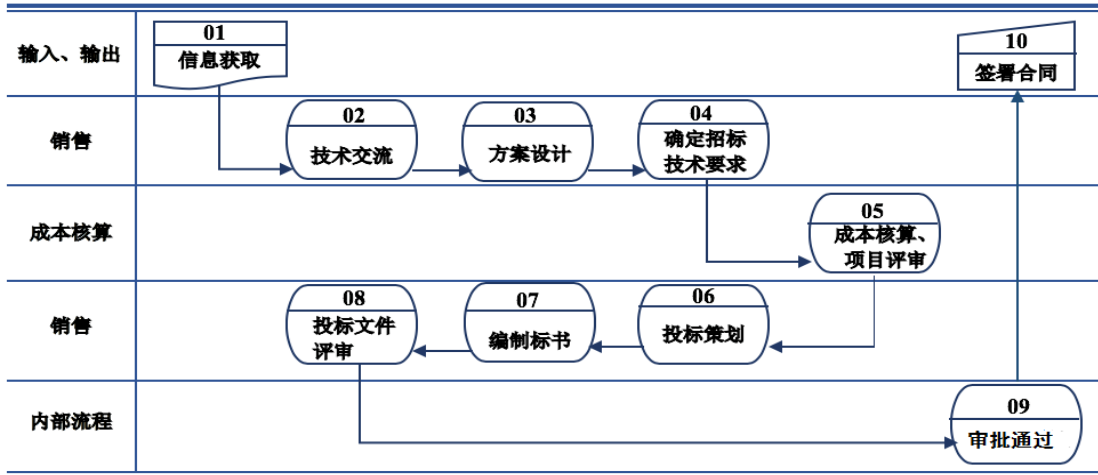 输入、输出
01
信息获取
10
签署合同
销售
02
技术交流
03
方案设计
04
确定招标
技术要求
成本核算
05
成本核算、
项目评审
销售
08
投标文件
评审
07
编制标书
06
投标策划
内部流程
09
审批通过